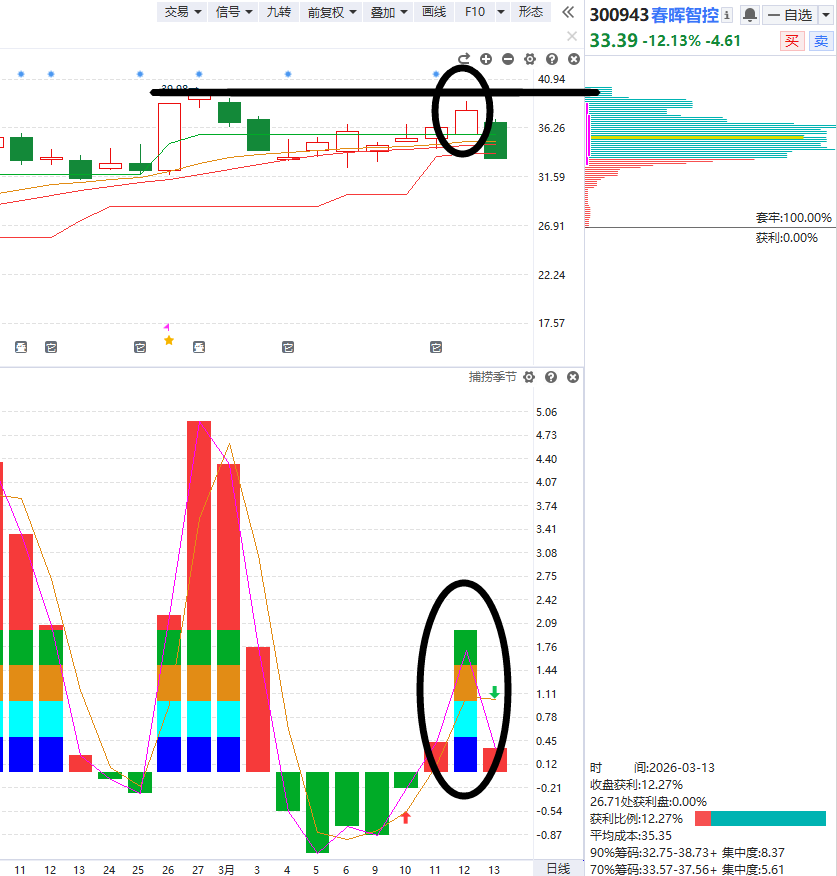 交易 信号 九转 前复权 叠加 画线 F10 形态
300943 春晖智控 自选
33.39 -12.13% -4.61 买 卖
40.94
36.26
31.59
26.91
22.24
17.57
套牢:100.00%
获利:0.00%
捕捞季节
5.06
4.73
4.40
4.07
3.74
3.41
3.08
2.75
2.42
2.09
1.76
1.44
1.11
0.78
0.45
0.12
-0.21
-0.54
-0.87
时 间:2026-03-13
收盘获利:12.27%
26.71处获利盘:0.00%
获利比例:12.27%
平均成本:35.35
90%筹码:32.75-38.73+ 集中度:8.37
70%筹码:33.57-37.56+ 集中度:5.61
11 12 13 24 25 26 27 3月 3 4 5 6 9 10 11 12 13 日线